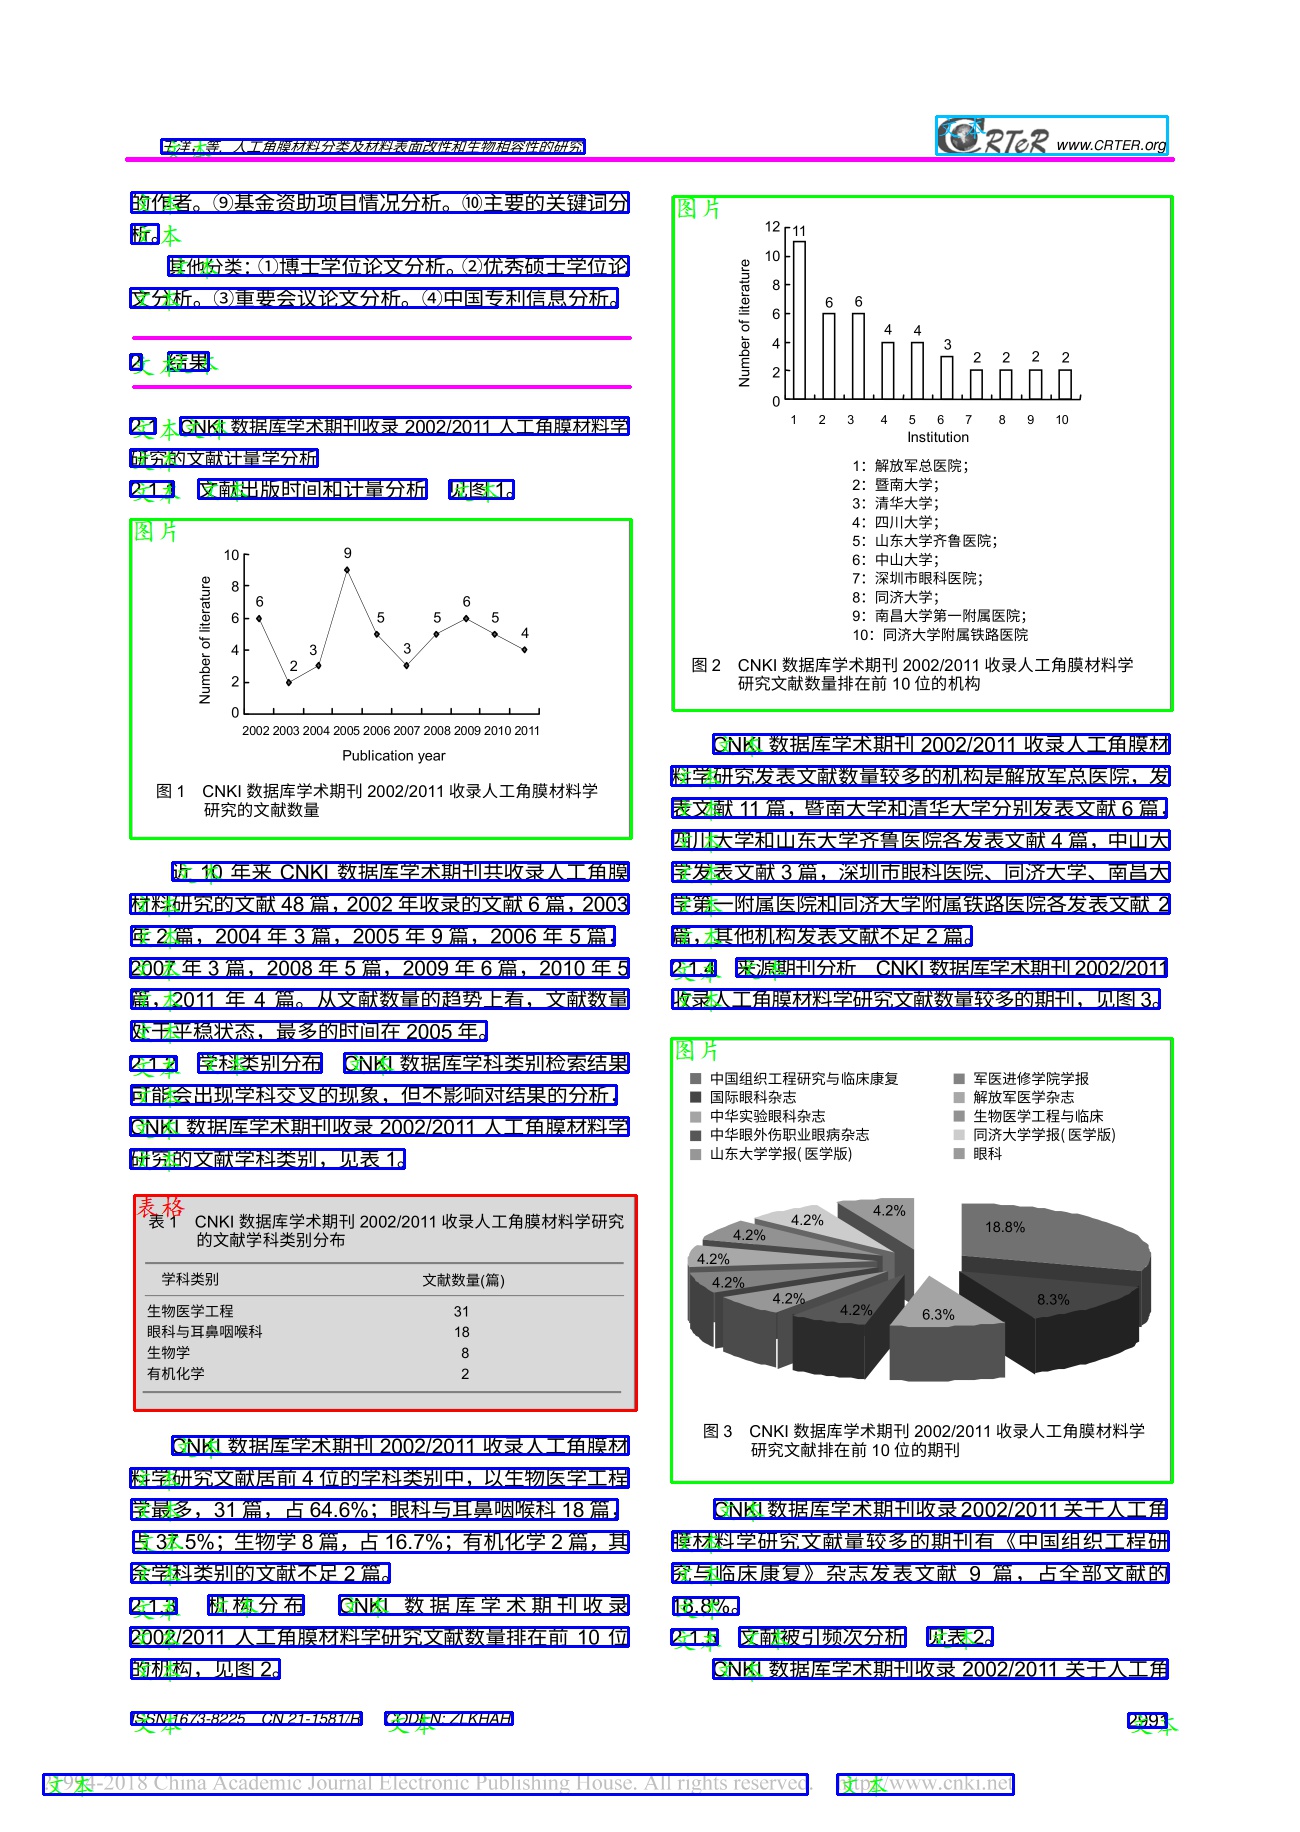 王洋，等. 人工角膜材料分类及材料表面改性和生物相容性的研究
CRTER www.CRTER.org
的作者。⑨基金资助项目情况分析。⑩主要的关键词分
析。
其他分类：①博士学位论文分析。②优秀硕士学位论
文分析。③重要会议论文分析。④中国专利信息分析。
2 结果
2.1 CNKI 数据库学术期刊收录 2002/2011 人工角膜材料学
研究的文献计量学分析
2.1.1 文献出版时间和计量分析 见图 1。
图片
Number of literature
10
8
6
4
2
0
6
2
3
9
5
3
5
6
5
4
2002 2003 2004 2005 2006 2007 2008 2009 2010 2011
Publication year
图 1 CNKI 数据库学术期刊 2002/2011 收录人工角膜材料学
研究的文献数量
近 10 年来 CNKI 数据库学术期刊共收录人工角膜
材料研究的文献 48 篇，2002 年收录的文献 6 篇，2003
年 2 篇，2004 年 3 篇，2005 年 9 篇，2006 年 5 篇，
2007 年 3 篇，2008 年 5 篇，2009 年 6 篇，2010 年 5
篇，2011 年 4 篇。从文献数量的趋势上看，文献数量
处于平稳状态，最多的时间在 2005 年。
2.1.2 学科类别分布 CNKI 数据库学科类别检索结果
可能会出现学科交叉的现象，但不影响对结果的分析，
CNKI 数据库学术期刊收录 2002/2011 人工角膜材料学
研究的文献学科类别，见表 1。
表格
表 1 CNKI 数据库学术期刊 2002/2011 收录人工角膜材料学研究
的文献学科类别分布
学科类别 文献数量(篇)
生物医学工程 31
眼科与耳鼻咽喉科 18
生物学 8
有机化学 2
CNKI 数据库学术期刊 2002/2011 收录人工角膜材
料学研究文献居前 4 位的学科类别中，以生物医学工程
学最多，31 篇，占 64.6%；眼科与耳鼻咽喉科 18 篇，
占 37.5%；生物学 8 篇，占 16.7%；有机化学 2 篇，其
余学科类别的文献不足 2 篇。
2.1.3 机构分布 CNKI 数据库学术期刊收录
2002/2011 人工角膜材料学研究文献数量排在前 10 位
的机构，见图 2。
图片
Number of literature
12
10
8
6
4
2
0
11
6
6
4
4
3
2
2
2
2
1 2 3 4 5 6 7 8 9 10
Institution
1：解放军总医院；
2：暨南大学；
3：清华大学；
4：四川大学；
5：山东大学齐鲁医院；
6：中山大学；
7：深圳市眼科医院；
8：同济大学；
9：南昌大学第一附属医院；
10：同济大学附属铁路医院
图 2 CNKI 数据库学术期刊 2002/2011 收录人工角膜材料学
研究文献数量排在前 10 位的机构
CNKI 数据库学术期刊 2002/2011 收录人工角膜材
料学研究发表文献数量较多的机构是解放军总医院，发
表文献 11 篇，暨南大学和清华大学分别发表文献 6 篇，
四川大学和山东大学齐鲁医院各发表文献 4 篇，中山大
学发表文献 3 篇，深圳市眼科医院、同济大学、南昌大
学第一附属医院和同济大学附属铁路医院各发表文献 2
篇，其他机构发表文献不足 2 篇。
2.1.4 来源期刊分析 CNKI 数据库学术期刊 2002/2011
收录人工角膜材料学研究文献数量较多的期刊，见图 3。
图片
中国组织工程研究与临床康复 军医进修学院学报
国际眼科杂志 解放军医学杂志
中华实验眼科杂志 生物医学工程与临床
中华眼外伤职业眼病杂志 同济大学学报( 医学版)
山东大学学报( 医学版) 眼科
18.8%
8.3%
6.3%
4.2%
4.2%
4.2%
4.2%
4.2%
4.2%
4.2%
图 3 CNKI 数据库学术期刊 2002/2011 收录人工角膜材料学
研究文献排在前 10 位的期刊
CNKI 数据库学术期刊收录 2002/2011 关于人工角
膜材料学研究文献量较多的期刊有《中国组织工程研
究与临床康复》杂志发表文献 9 篇，占全部文献的
18.8%。
2.1.5 文献被引频次分析 见表 2。
CNKI 数据库学术期刊收录 2002/2011 关于人工角
ISSN 1673-8225 CN 21-1581/R CODEN: ZLKHAH
2991
1994-2018 China Academic Journal Electronic Publishing House. All rights reserved. http://www.cnki.net